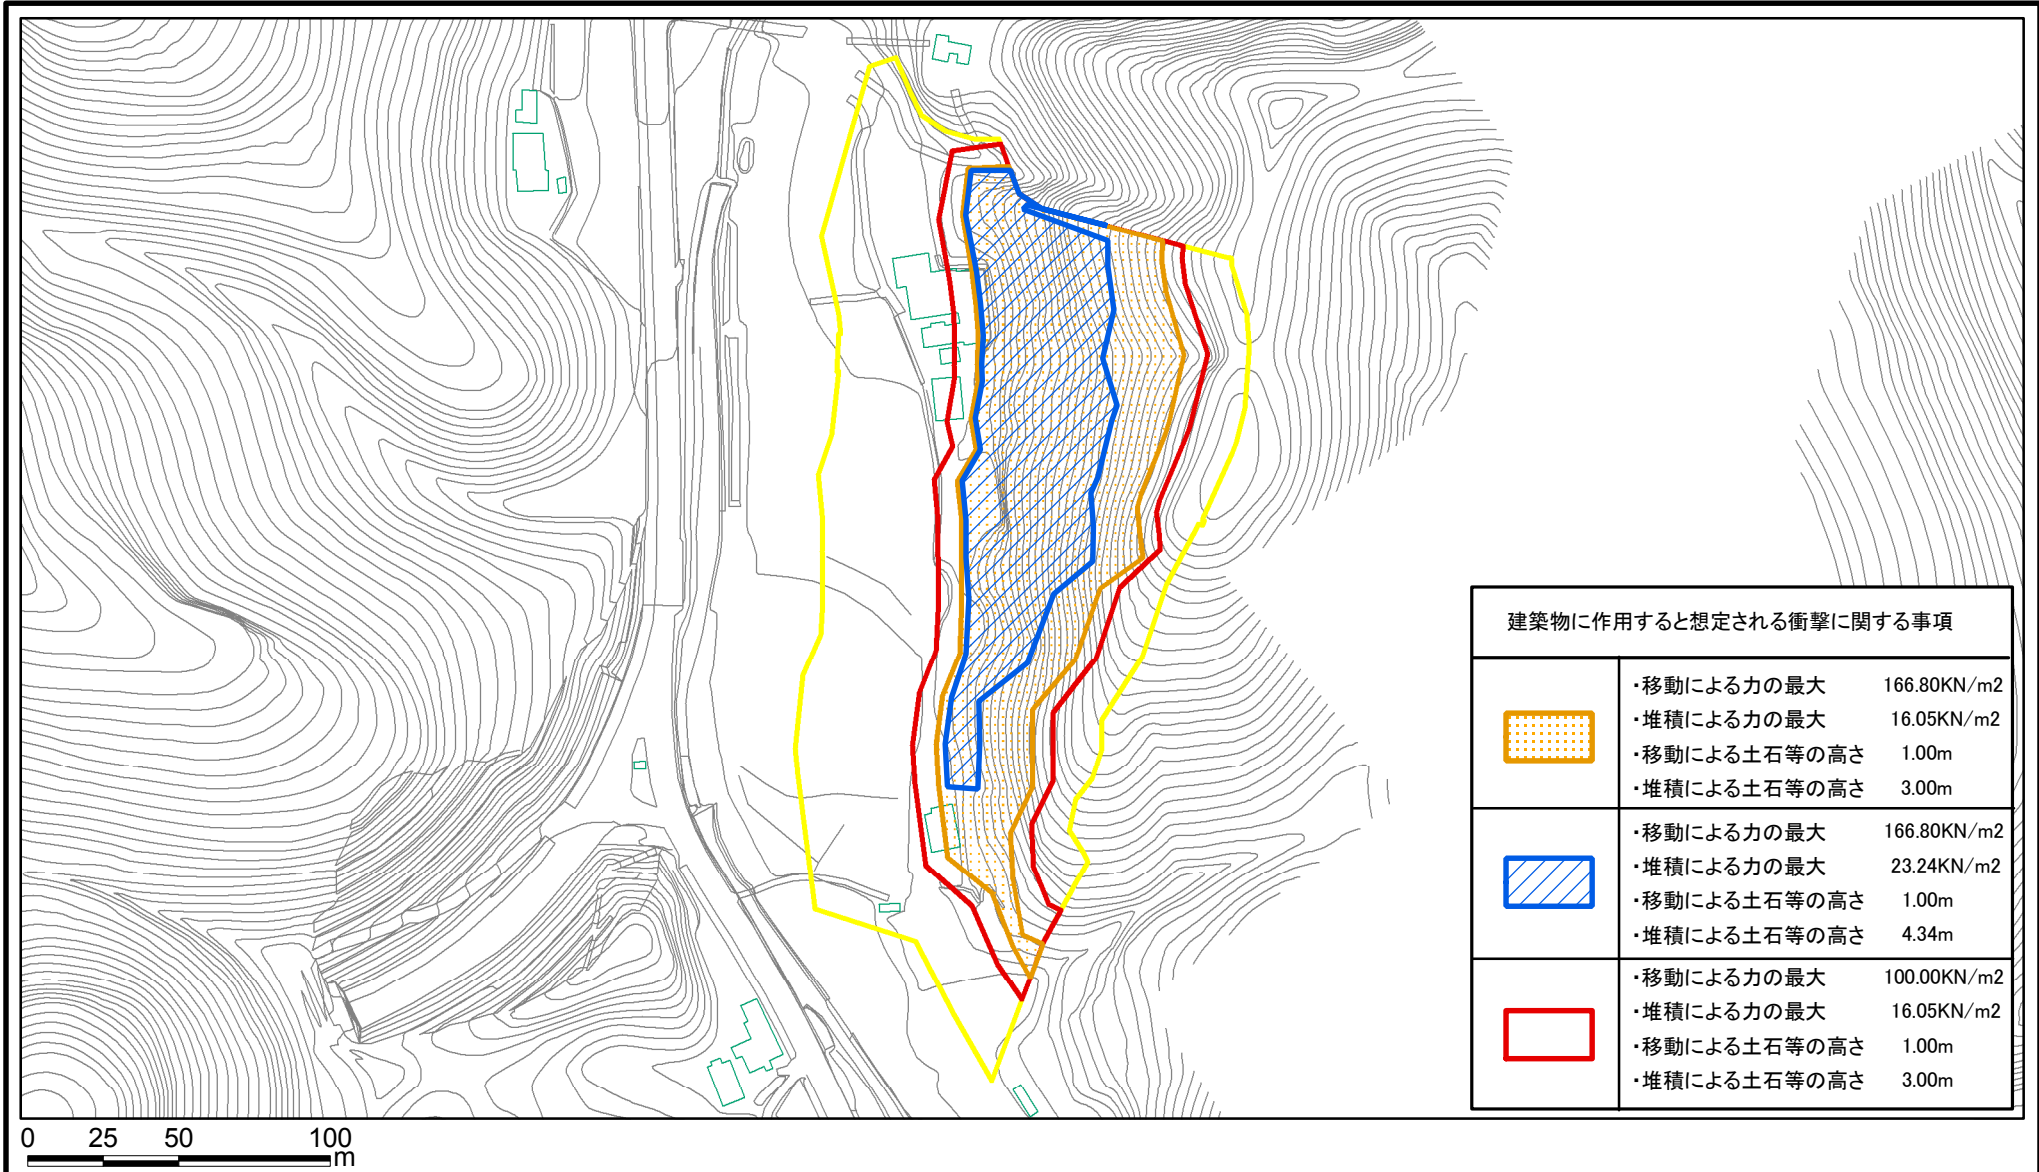 建築物に作用すると想定される衝撃に関する事項
・移動による力の最大 166.80KN/m2
・堆積による力の最大 16.05KN/m2
・移動による土石等の高さ 1.00m
・堆積による土石等の高さ 3.00m
・移動による力の最大 166.80KN/m2
・堆積による力の最大 23.24KN/m2
・移動による土石等の高さ 1.00m
・堆積による土石等の高さ 4.34m
・移動による力の最大 100.00KN/m2
・堆積による力の最大 16.05KN/m2
・移動による土石等の高さ 1.00m
・堆積による土石等の高さ 3.00m
0 25 50 100
m